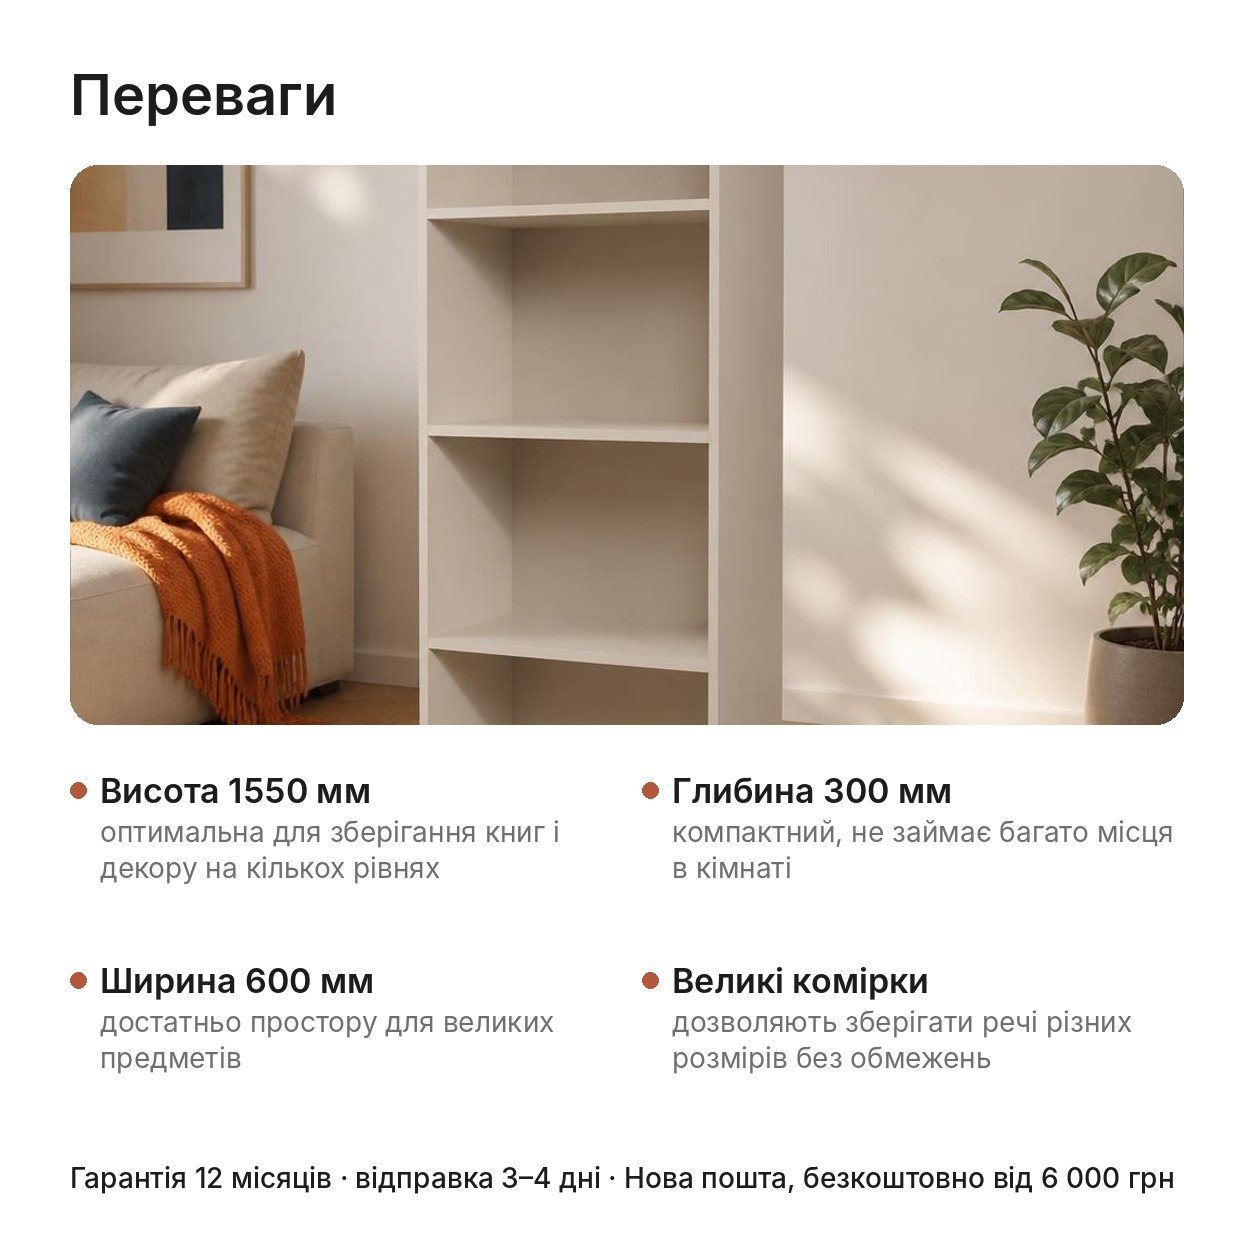 Переваги
Висота 1550 мм
оптимальна для зберігання книг і
декору на кількох рівнях
Глибина 300 мм
компактний, не займає багато місця
в кімнаті
Ширина 600 мм
достатньо простору для великих
предметів
Великі комірки
дозволяють зберігати речі різних
розмірів без обмежень
Гарантія 12 місяців · відправка 3–4 дні · Нова пошта, безкоштовно від 6 000 грн